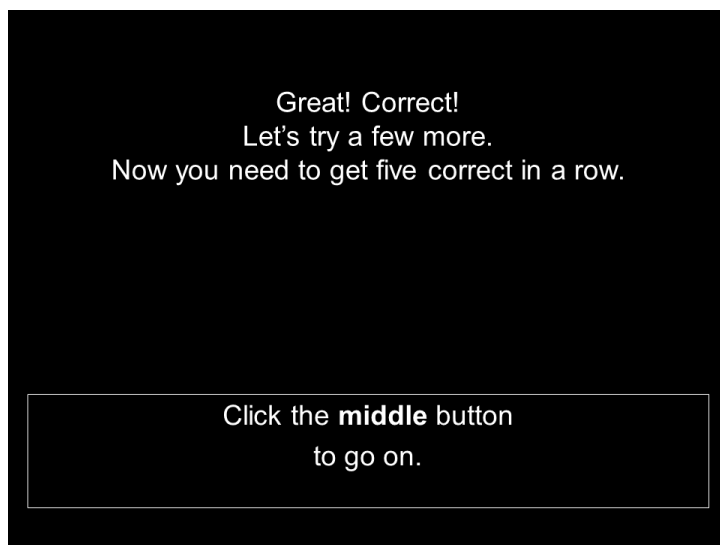 Great! Correct!
Let’s try a few more.
Now you need to get five correct in a row.
Click the middle button
to go on.